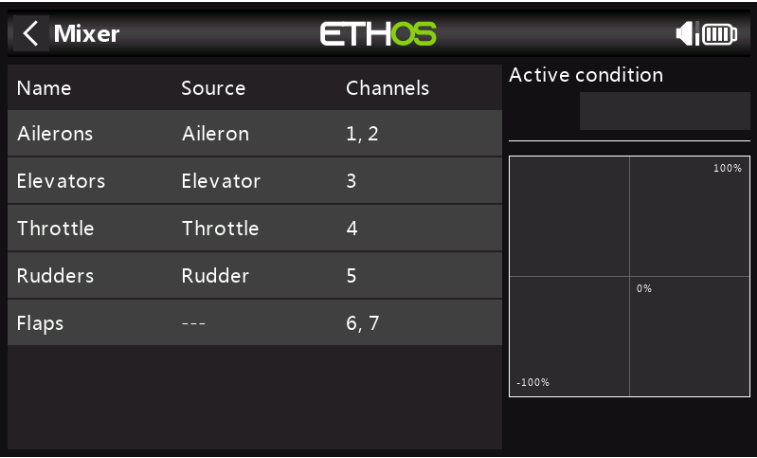 Mixer ETHOS
Name Source Channels
Ailerons Aileron 1, 2
Elevators Elevator 3
Throttle Throttle 4
Rudders Rudder 5
Flaps --- 6, 7
Active condition
100%
0%
-100%